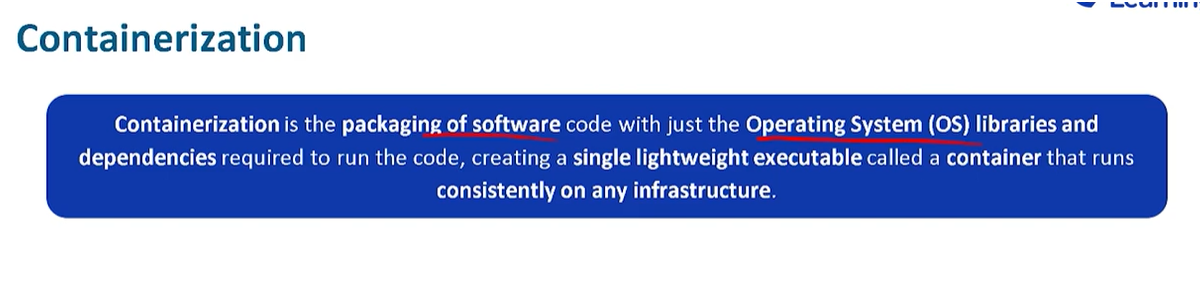 Containerization
Containerization is the packaging of software code with just the Operating System (OS) libraries and
dependencies required to run the code, creating a single lightweight executable called a container that runs
consistently on any infrastructure.